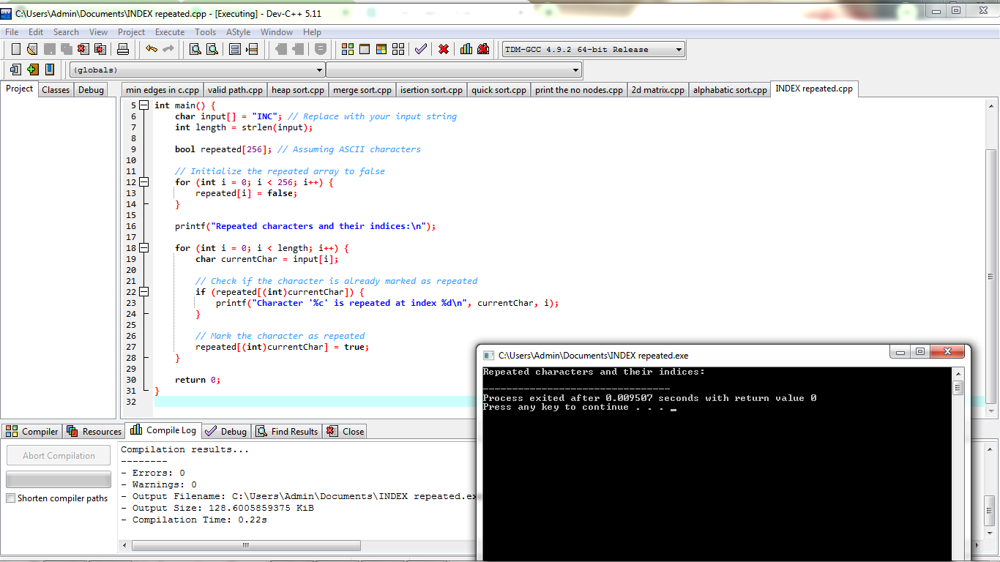 C:\Users\Admin\Documents\INDEX repeated.cpp - [Executing] - Dev-C++ 5.11
File Edit Search View Project Execute Tools AStyle Window Help
TDM-GCC 4.9.2 64-bit Release
(globals)
Project Classes Debug
min edges in c.cpp valid path.cpp heap sort.cpp merge sort.cpp isertion sort.cpp quick sort.cpp print the no nodes.cpp 2d matrix.cpp alphabatic sort.cpp INDEX repeated.cpp
5 int main() {
6 char input[] = "INC"; // Replace with your input string
7 int length = strlen(input);
8
9 bool repeated[256]; // Assuming ASCII characters
10
11 // Initialize the repeated array to false
12 for (int i = 0; i < 256; i++) {
13 repeated[i] = false;
14 }
15
16 printf("Repeated characters and their indices:\n");
17
18 for (int i = 0; i < length; i++) {
19 char currentChar = input[i];
20
21 // Check if the character is already marked as repeated
22 if (repeated[(int)currentChar]) {
23 printf("Character '%c' is repeated at index %d\n", currentChar, i);
24 }
25
26 // Mark the character as repeated
27 repeated[(int)currentChar] = true;
28 }
29
30 return 0;
31 }
32
C:\Users\Admin\Documents\INDEX repeated.exe
Repeated characters and their indices:
--------------------------------
Process exited after 0.009507 seconds with return value 0
Press any key to continue . . . _
Compiler Resources Compile Log Debug Find Results Close
Abort Compilation
Shorten compiler paths
Compilation results...
--------
- Errors: 0
- Warnings: 0
- Output Filename: C:\Users\Admin\Documents\INDEX repeated.exe
- Output Size: 128.6005859375 KiB
- Compilation Time: 0.22s